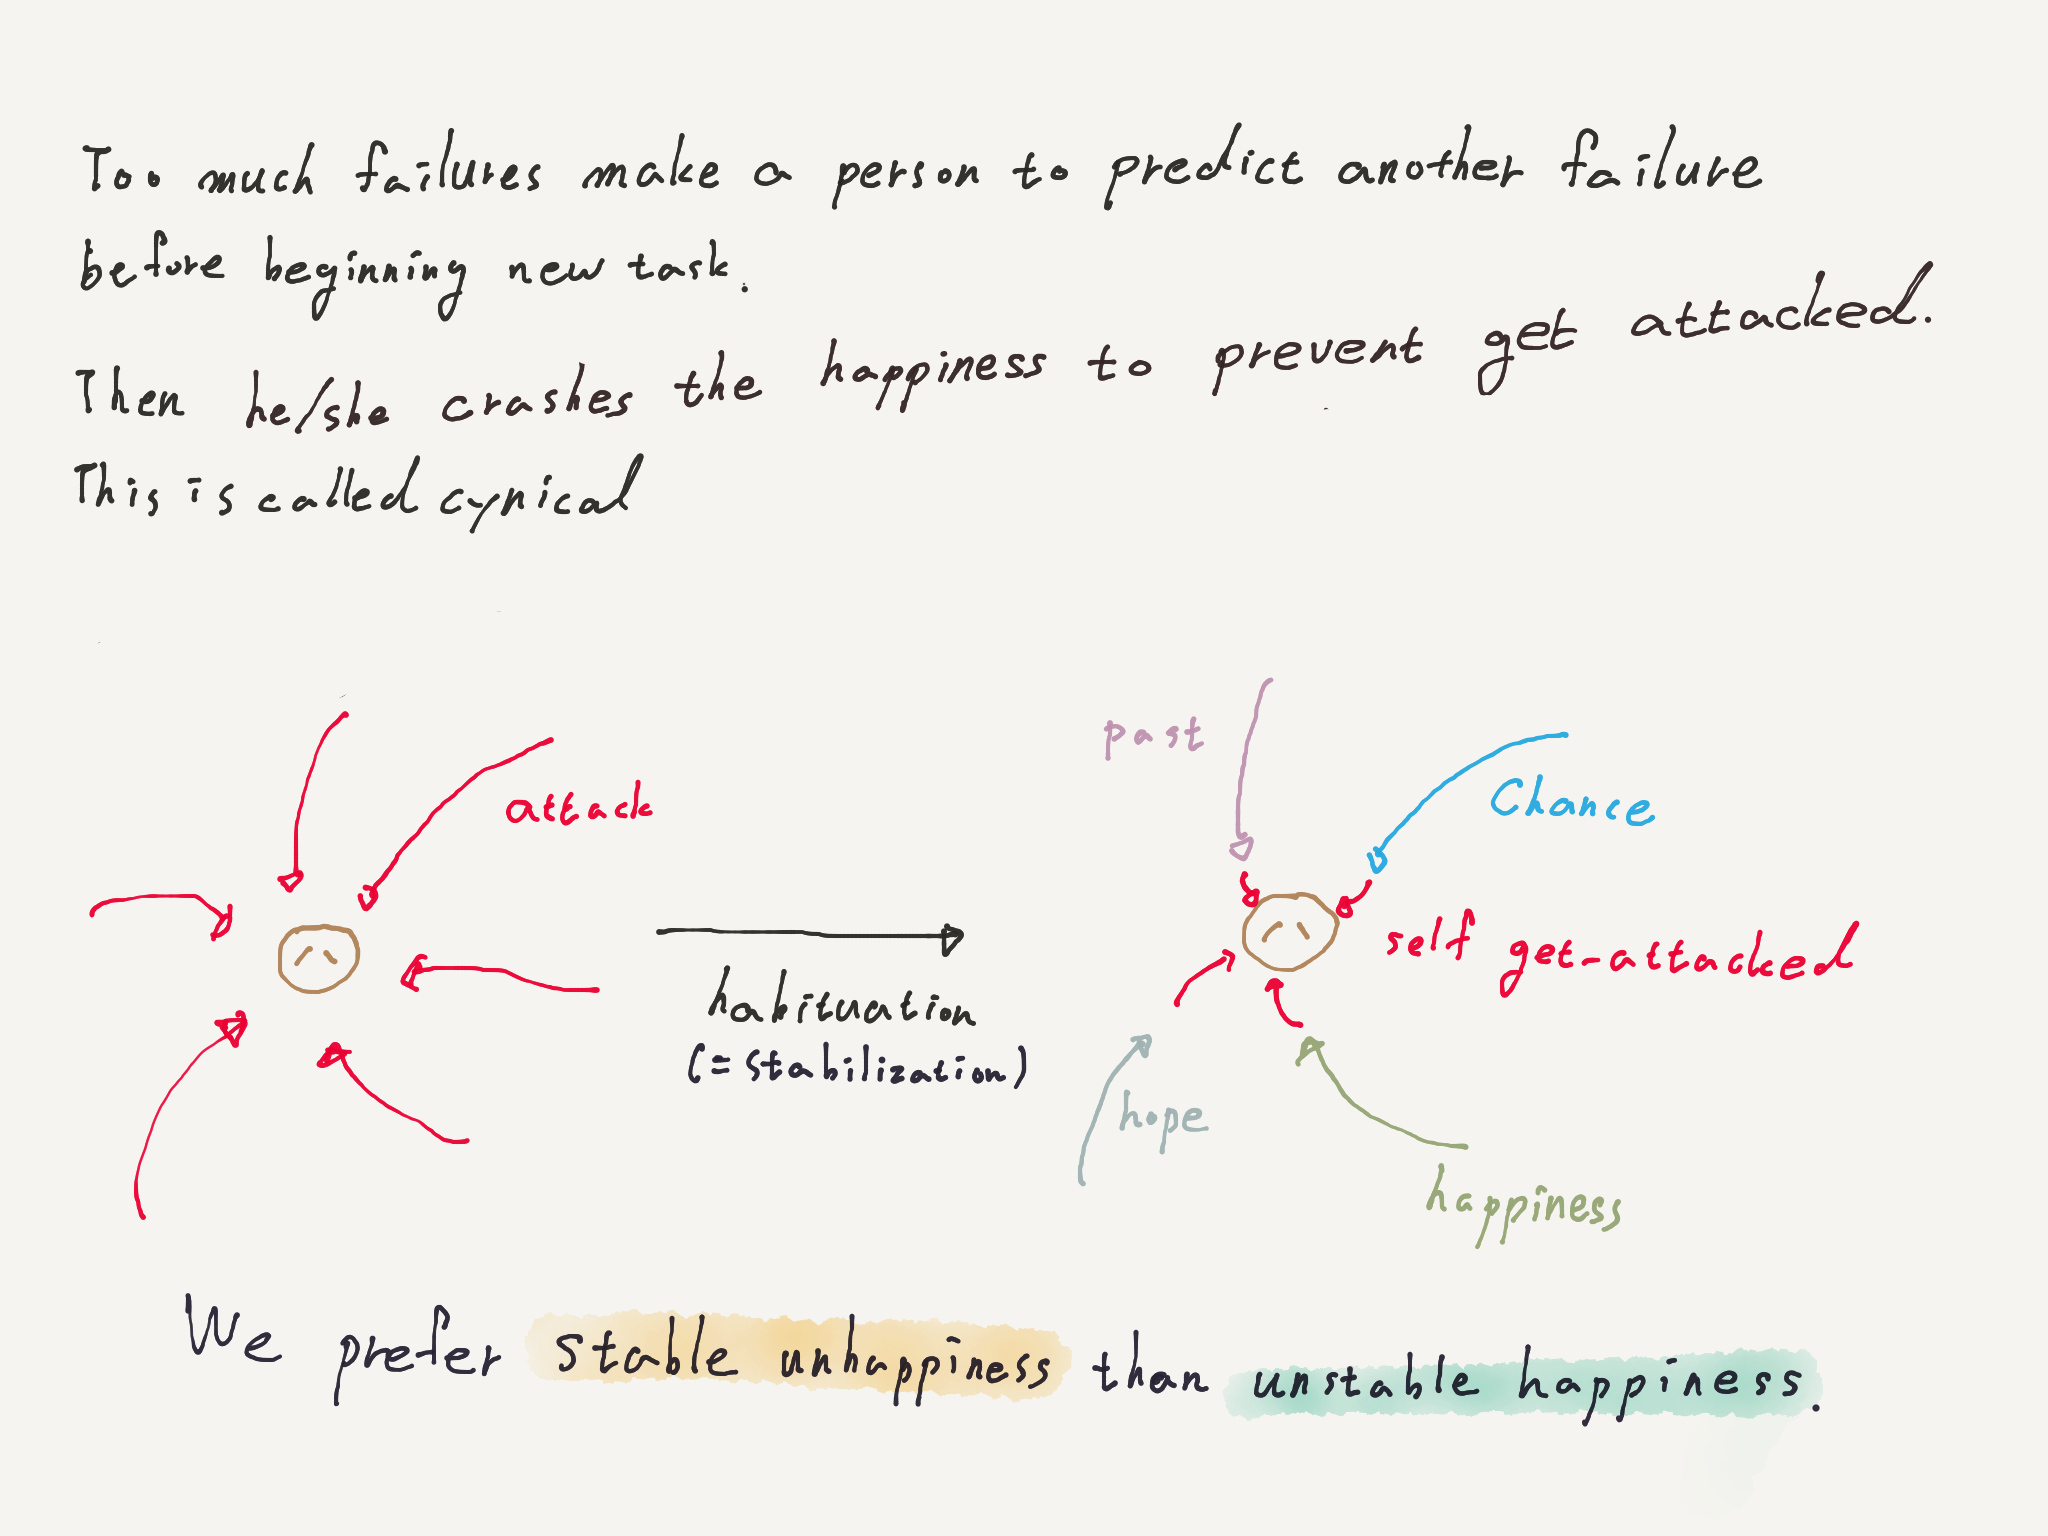 Too much failures make a person to predict another failure
before beginning new task.
Then he/she crashes the happiness to prevent get attacked.
This is called cynical
attack
habituation
(= stabilization)
past
Chance
self get-attacked
hope
happiness
We prefer stable unhappiness than unstable happiness.